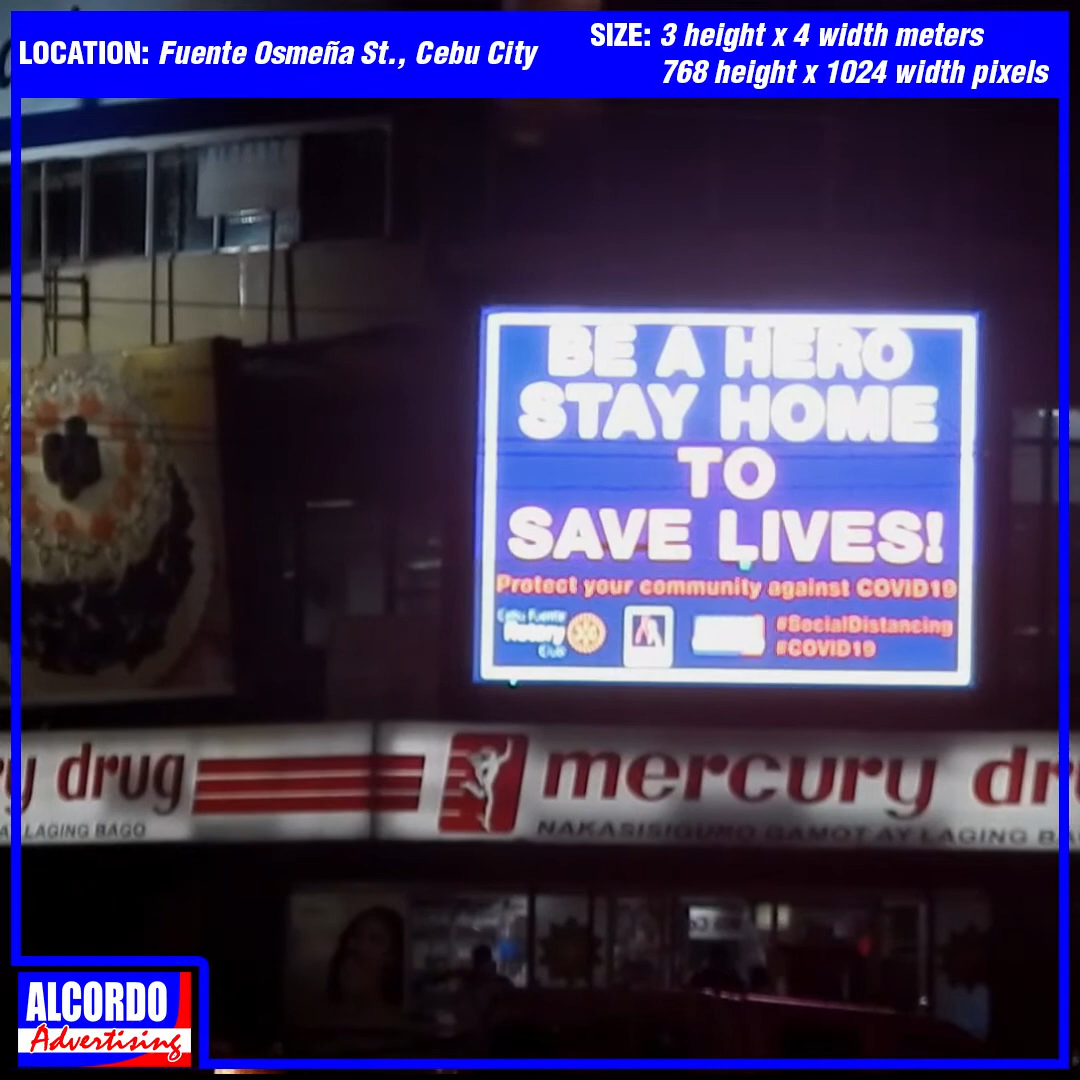 LOCATION: Fuente Osmeña St., Cebu City
SIZE: 3 height x 4 width meters
768 height x 1024 width pixels
BE A HERO
STAY HOME
TO
SAVE LIVES!
Protect your community against COVID19
Cebu Fuente
Rotary
Club
#SocialDistancing
#COVID19
y drug
LAGING BAGO
mercury dr
NAKASISIGURO GAMOT AY LAGING BA
ALCORDO
Advertising